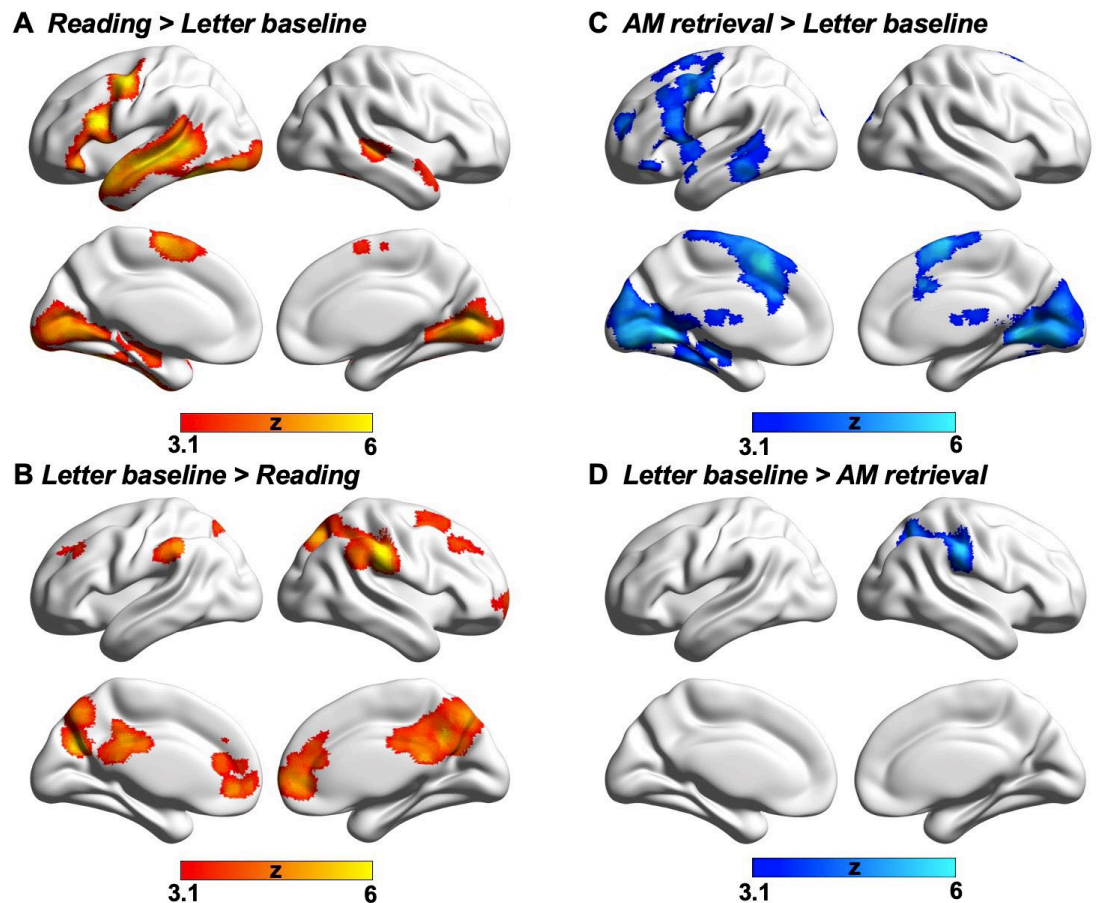 A Reading > Letter baseline
z
3.1 6
B Letter baseline > Reading
z
3.1 6
C AM retrieval > Letter baseline
z
3.1 6
D Letter baseline > AM retrieval
z
3.1 6